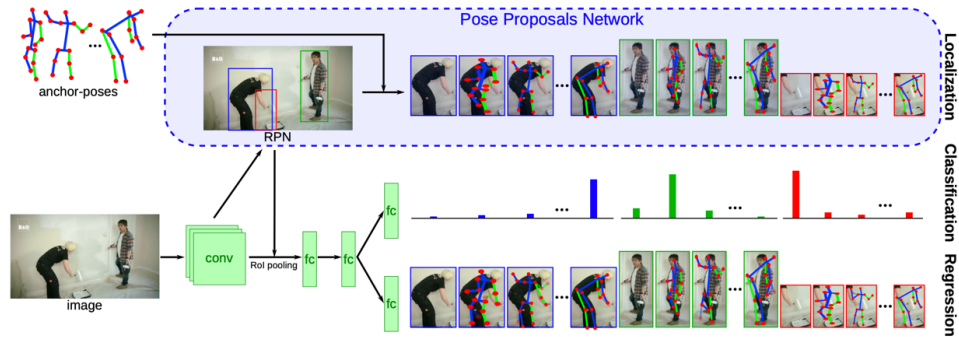 Pose Proposals Network
...
anchor-poses
RPN
... ... ...
Localization
image
conv
RoI pooling
fc
fc
fc
fc
... ... ...
Classification
... ... ...
Regression